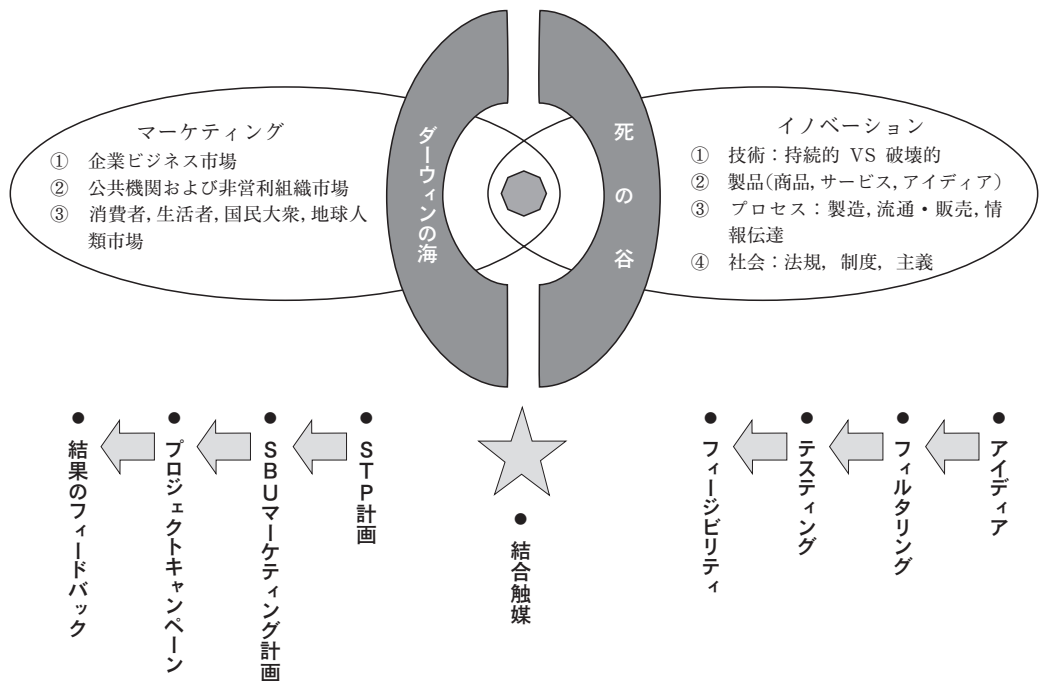 マーケティング
① 企業ビジネス市場
② 公共機関および非営利組織市場
③ 消費者，生活者，国民大衆，地球人
類市場
ダーウィンの海
死の谷
イノベーション
① 技術：持続的 VS 破壊的
② 製品（商品，サービス，アイディア）
③ プロセス：製造，流通・販売，情
報伝達
④ 社会：法規，制度，主義
● アイディア
● フィルタリング
● テスティング
● フィージビリティ
● 結合触媒
● STP計画
● SBUマーケティング計画
● プロジェクトキャンペーン
● 結果のフィードバック